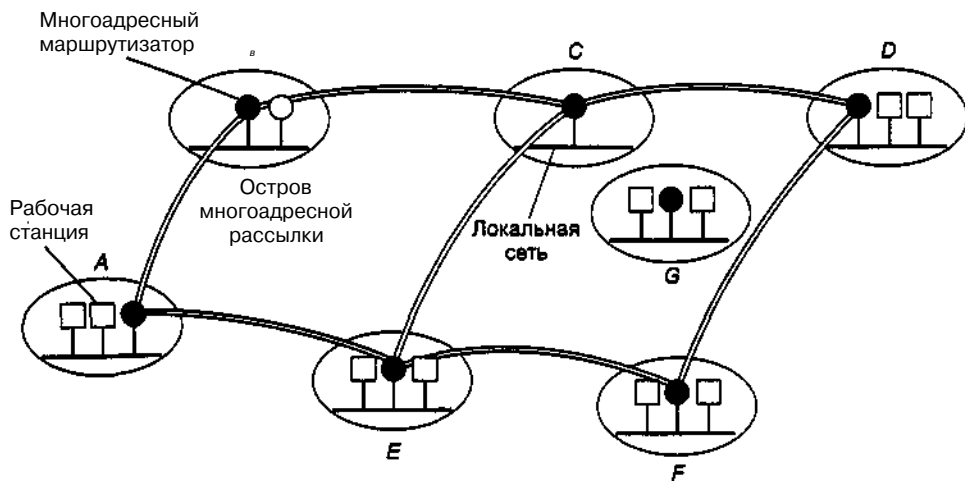 Многоадресный
маршрутизатор
в
C
D
Остров
многоадресной
рассылки
Локальная
сеть
G
Рабочая
станция
A
E
F